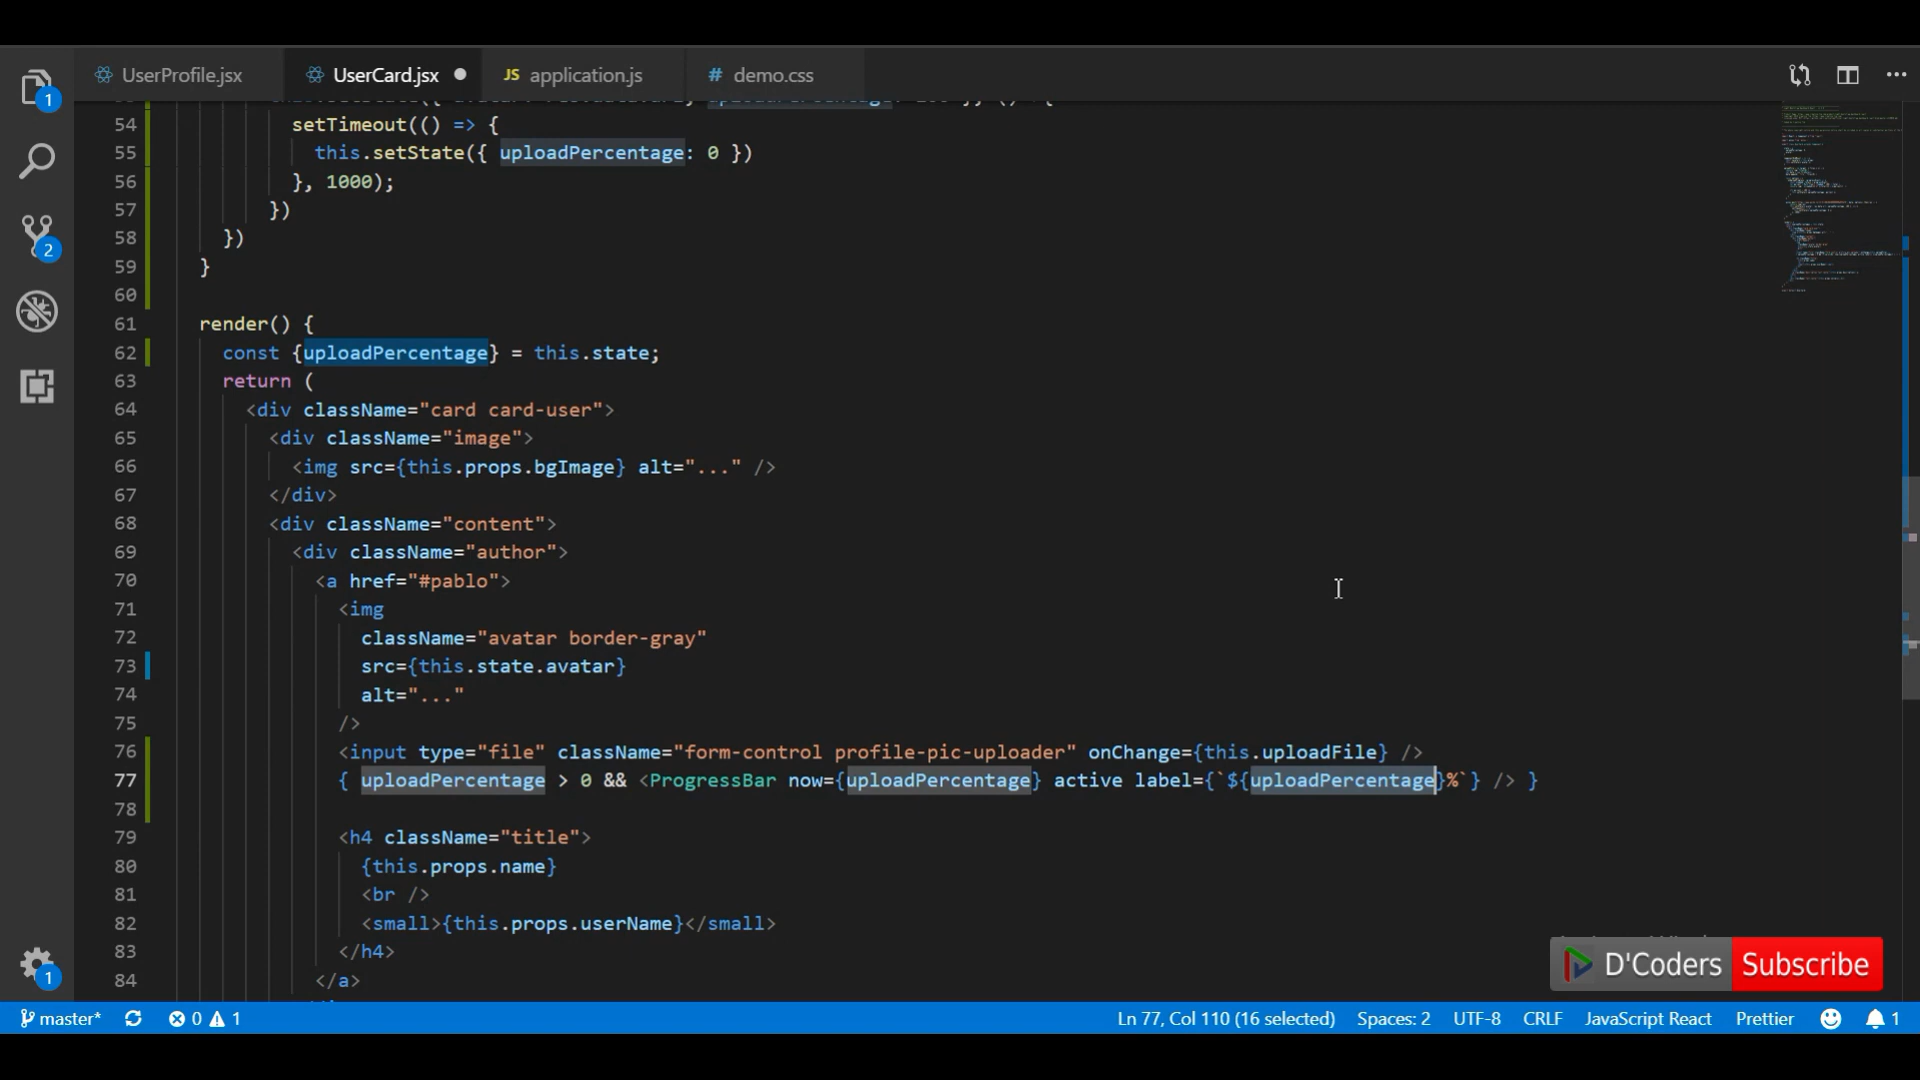 1
UserProfile.jsx
UserCard.jsx
JS application.js
# demo.css
54 setTimeout(() => {
55 this.setState({ uploadPercentage: 0 })
56 }, 1000);
57 })
58 })
59 }
60
61 render() {
62 const {uploadPercentage} = this.state;
63 return (
64 <div className="card card-user">
65 <div className="image">
66 <img src={this.props.bgImage} alt="..." />
67 </div>
68 <div className="content">
69 <div className="author">
70 <a href="#pablo">
71 <img
72 className="avatar border-gray"
73 src={this.state.avatar}
74 alt="..."
75 />
76 <input type="file" className="form-control profile-pic-uploader" onChange={this.uploadFile} />
77 { uploadPercentage > 0 && <ProgressBar now={uploadPercentage} active label={`${uploadPercentage}%`} /> }
78
79 <h4 className="title">
80 {this.props.name}
81 <br />
82 <small>{this.props.userName}</small>
83 </h4>
84 </a>
2
1
D'Coders Subscribe
master* 0 1 Ln 77, Col 110 (16 selected) Spaces: 2 UTF-8 CRLF JavaScript React Prettier 1